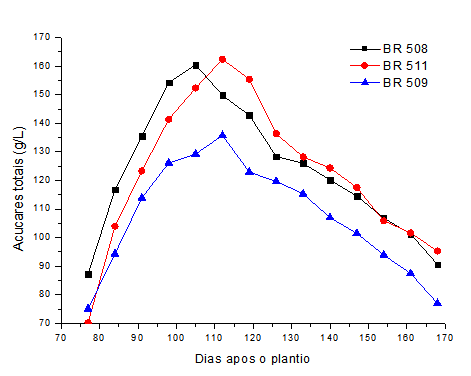 170
160
150
140
130
120
110
100
90
80
70
Acucares totais (g/L)
BR 508
BR 511
BR 509
70 80 90 100 110 120 130 140 150 160 170
Dias apos o plantio